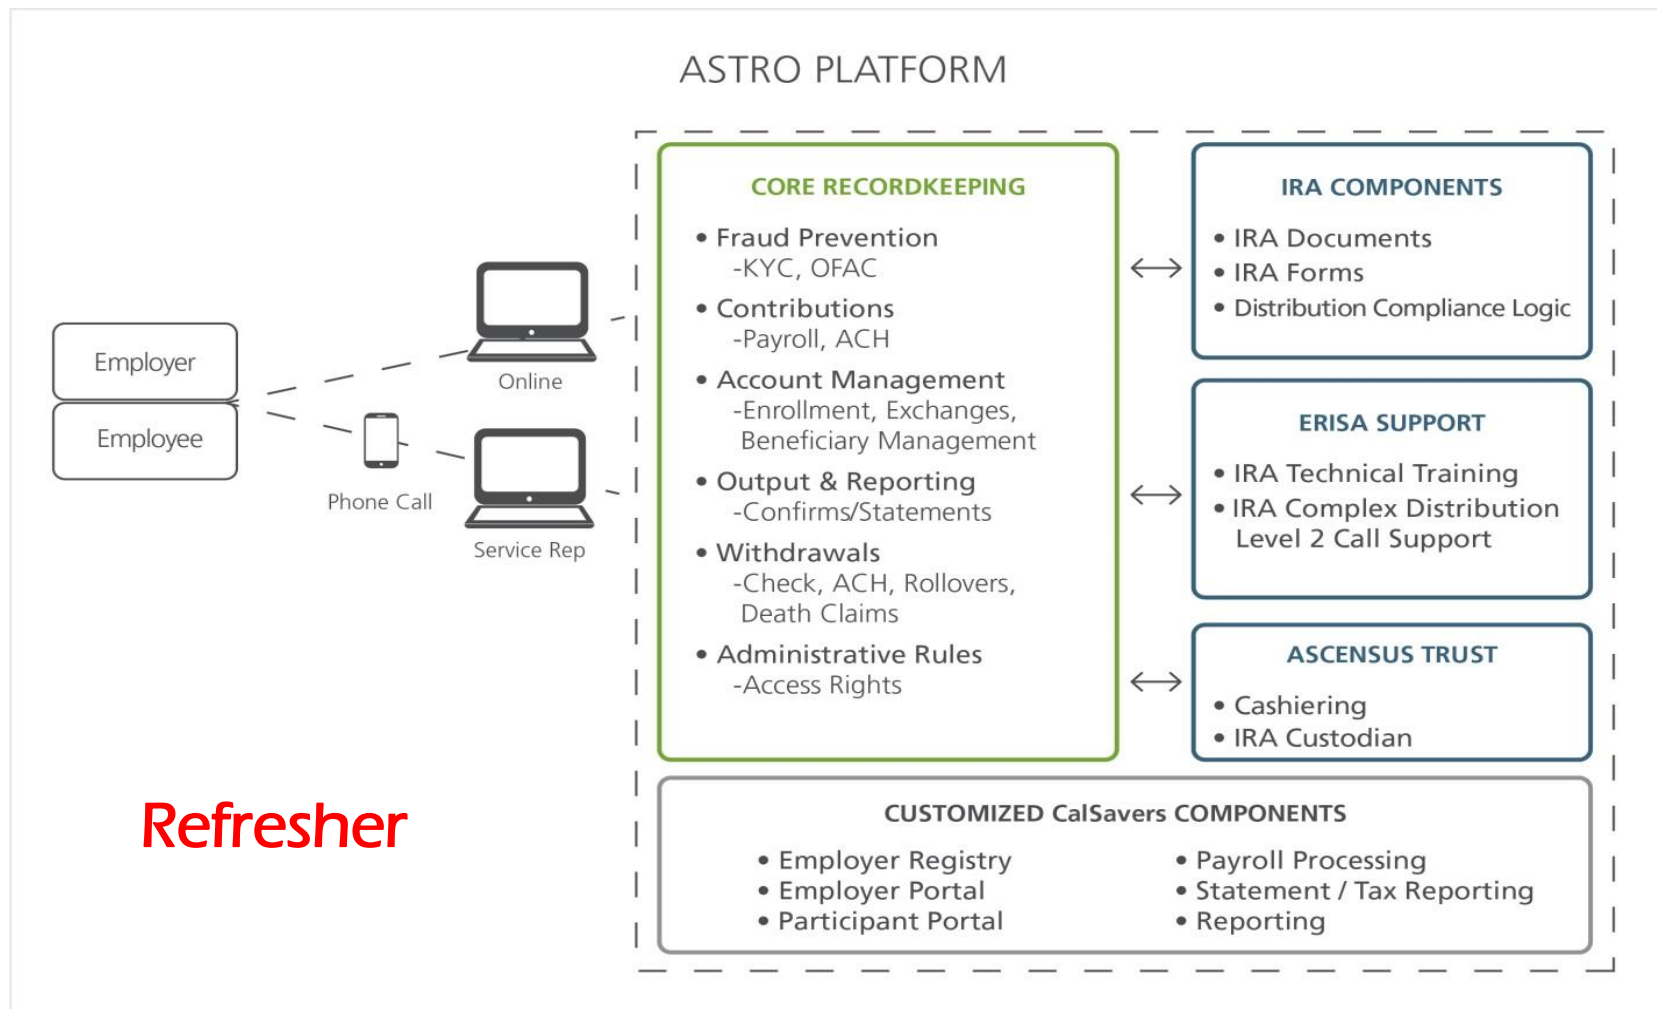 ASTRO PLATFORM
Employer
Employee
Online
Phone Call
Service Rep
CORE RECORDKEEPING
• Fraud Prevention
-KYC, OFAC
• Contributions
-Payroll, ACH
• Account Management
-Enrollment, Exchanges,
Beneficiary Management
• Output & Reporting
-Confirms/Statements
• Withdrawals
-Check, ACH, Rollovers,
Death Claims
• Administrative Rules
-Access Rights
IRA COMPONENTS
• IRA Documents
• IRA Forms
• Distribution Compliance Logic
ERISA SUPPORT
• IRA Technical Training
• IRA Complex Distribution
Level 2 Call Support
ASCENSUS TRUST
• Cashiering
• IRA Custodian
CUSTOMIZED CalSavers COMPONENTS
• Employer Registry
• Employer Portal
• Participant Portal
• Payroll Processing
• Statement / Tax Reporting
• Reporting
Refresher